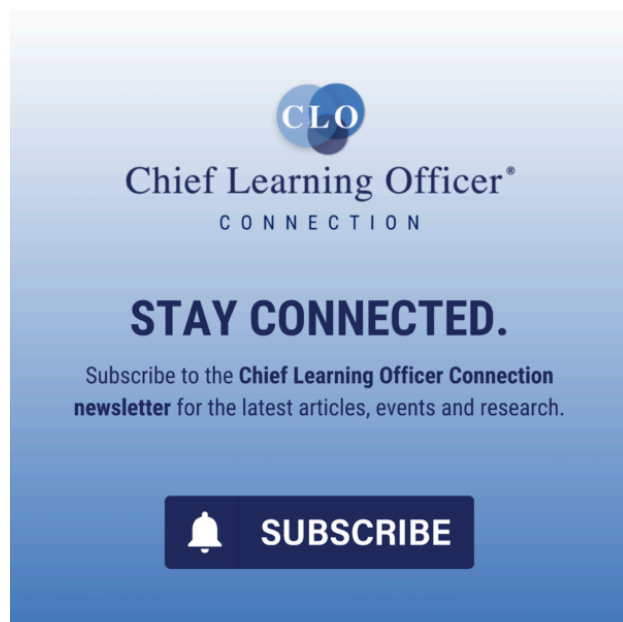 CLO
Chief Learning Officer®
CONNECTION
STAY CONNECTED.
Subscribe to the Chief Learning Officer Connection
newsletter for the latest articles, events and research.
SUBSCRIBE